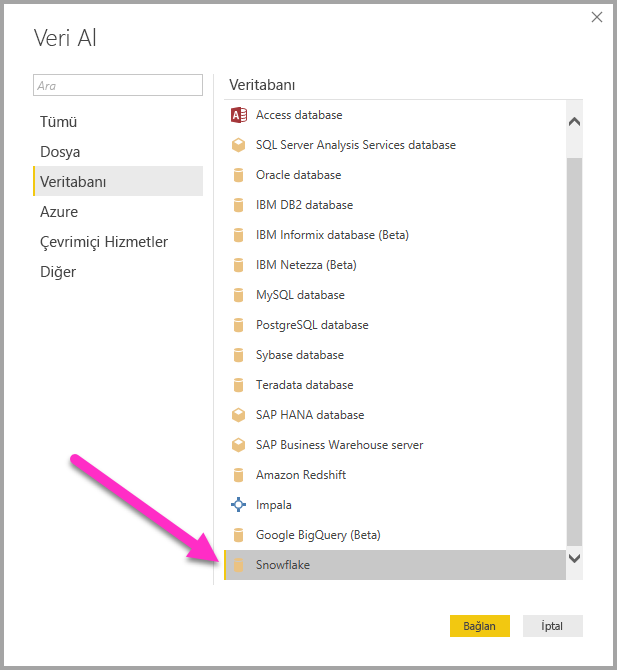 Veri Al
Ara
Tümü
Dosya
Veritabanı
Azure
Çevrimiçi Hizmetler
Diğer
Veritabanı
Access database
SQL Server Analysis Services database
Oracle database
IBM DB2 database
IBM Informix database (Beta)
IBM Netezza (Beta)
MySQL database
PostgreSQL database
Sybase database
Teradata database
SAP HANA database
SAP Business Warehouse server
Amazon Redshift
Impala
Google BigQuery (Beta)
Snowflake
Bağlan
İptal